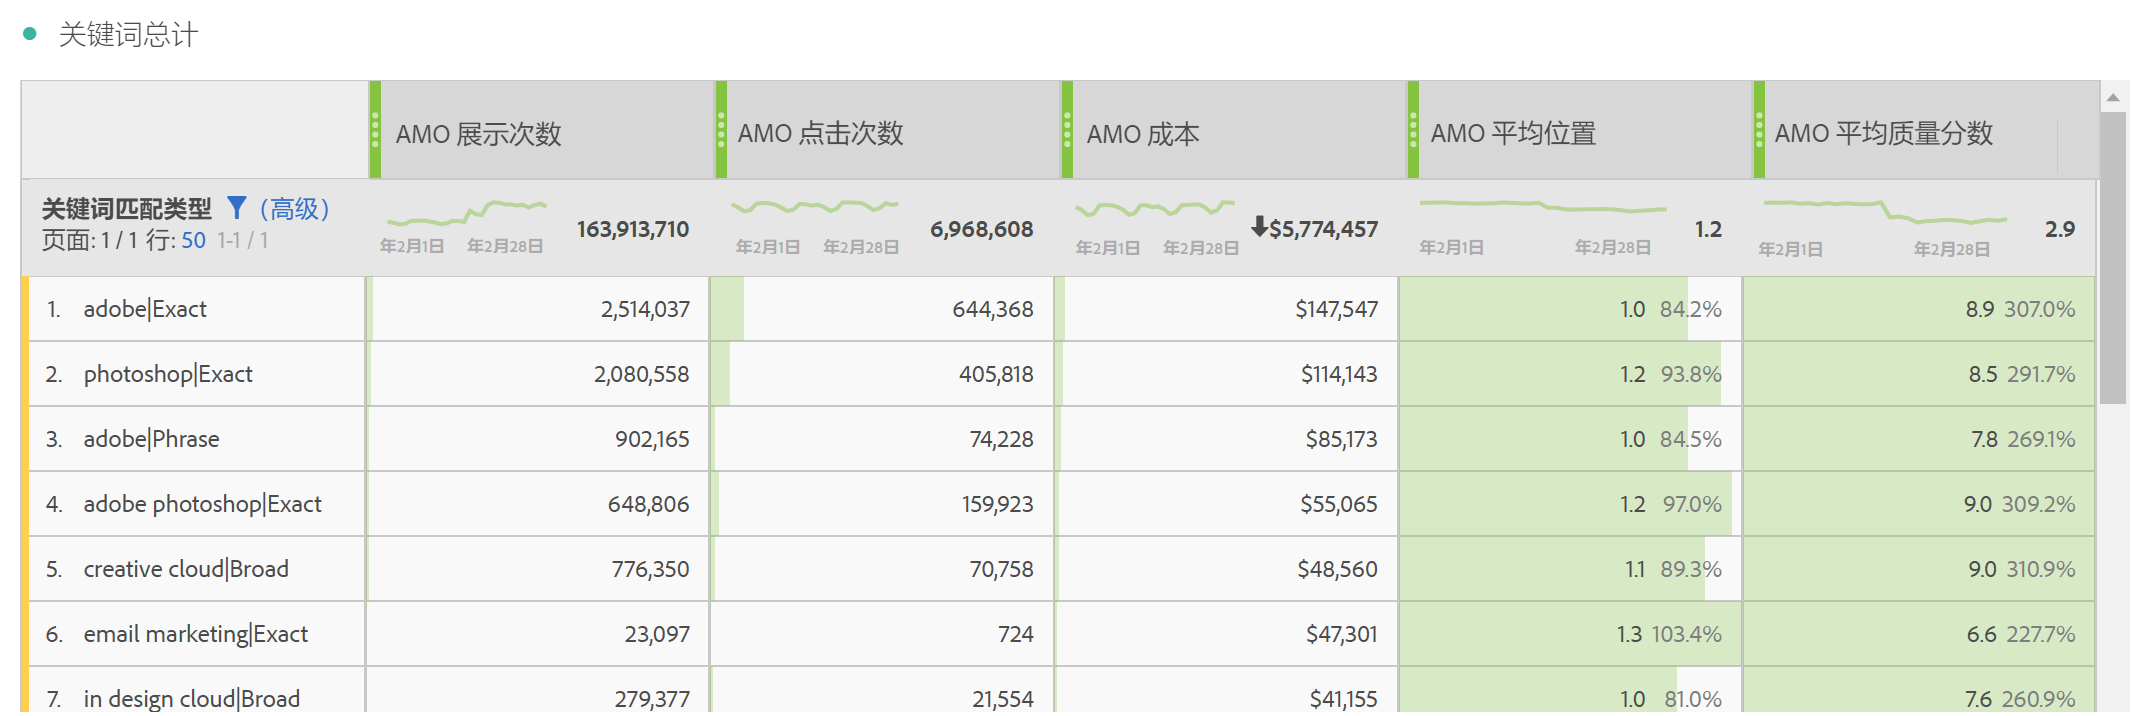 关键词总计
AMO 展示次数 AMO 点击次数 AMO 成本 AMO 平均位置 AMO 平均质量分数
关键词匹配类型 (高级)
页面: 1 / 1 行: 50 1-1 / 1
年2月1日 年2月28日 163,913,710 年2月1日 年2月28日 6,968,608 年2月1日 年2月28日 $5,774,457 年2月1日 年2月28日 1.2 年2月1日 年2月28日 2.9
1. adobe|Exact 2,514,037 644,368 $147,547 1.0 84.2% 8.9 307.0%
2. photoshop|Exact 2,080,558 405,818 $114,143 1.2 93.8% 8.5 291.7%
3. adobe|Phrase 902,165 74,228 $85,173 1.0 84.5% 7.8 269.1%
4. adobe photoshop|Exact 648,806 159,923 $55,065 1.2 97.0% 9.0 309.2%
5. creative cloud|Broad 776,350 70,758 $48,560 1.1 89.3% 9.0 310.9%
6. email marketing|Exact 23,097 724 $47,301 1.3 103.4% 6.6 227.7%
7. in design cloud|Broad 279,377 21,554 $41,155 1.0 81.0% 7.6 260.9%